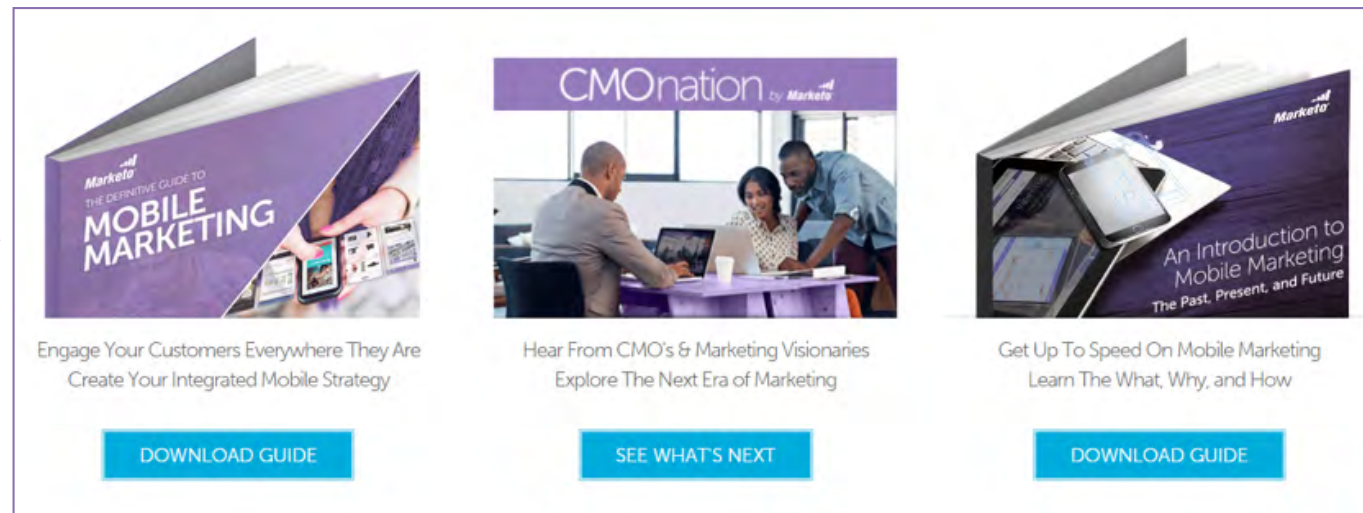 Marketo
THE DEFINITIVE GUIDE TO
MOBILE
MARKETING
Engage Your Customers Everywhere They Are
Create Your Integrated Mobile Strategy
DOWNLOAD GUIDE
CMOnation by Marketo
Hear From CMO's & Marketing Visionaries
Explore The Next Era of Marketing
SEE WHAT'S NEXT
Marketo
An Introduction to
Mobile Marketing
The Past, Present, and Future
Get Up To Speed On Mobile Marketing
Learn The What, Why, and How
DOWNLOAD GUIDE